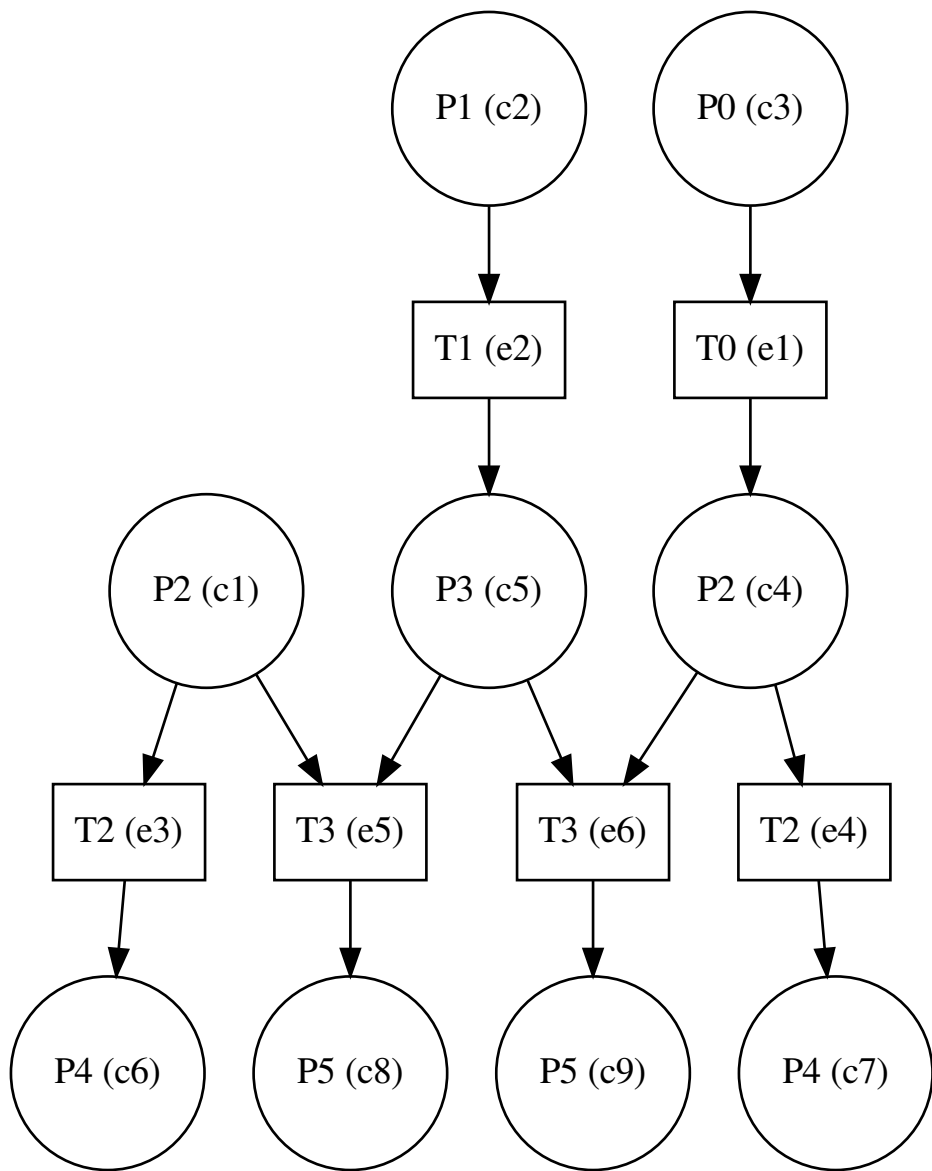 P1 (c2)
P0 (c3)
T1 (e2)
T0 (e1)
P2 (c1)
P3 (c5)
P2 (c4)
T2 (e3)
T3 (e5)
T3 (e6)
T2 (e4)
P4 (c6)
P5 (c8)
P5 (c9)
P4 (c7)